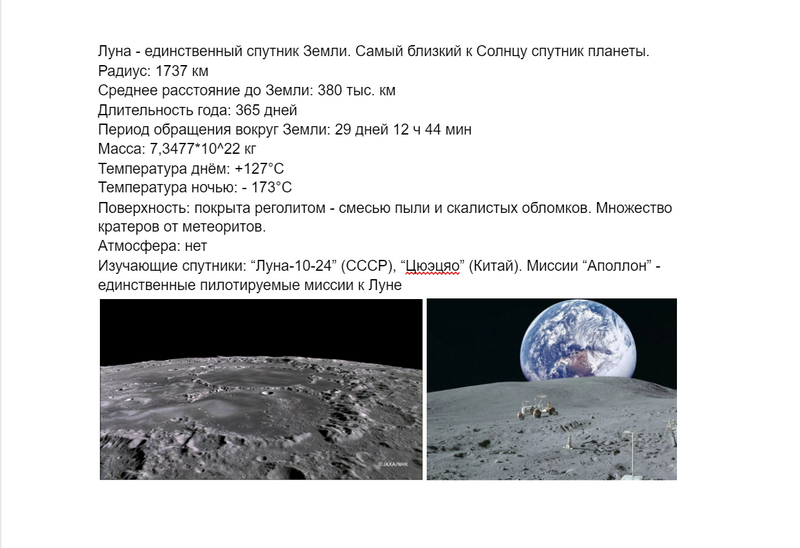 Луна - единственный спутник Земли. Самый близкий к Солнцу спутник планеты.
Радиус: 1737 км
Среднее расстояние до Земли: 380 тыс. км
Длительность года: 365 дней
Период обращения вокруг Земли: 29 дней 12 ч 44 мин
Масса: 7,3477*10^22 кг
Температура днём: +127°C
Температура ночью: - 173°C
Поверхность: покрыта реголитом - смесью пыли и скалистых обломков. Множество
кратеров от метеоритов.
Атмосфера: нет
Изучающие спутники: “Луна-10-24” (СССР), “Цюэцяо” (Китай). Миссии “Аполлон” -
единственные пилотируемые миссии к Луне
©JAXA/NHK